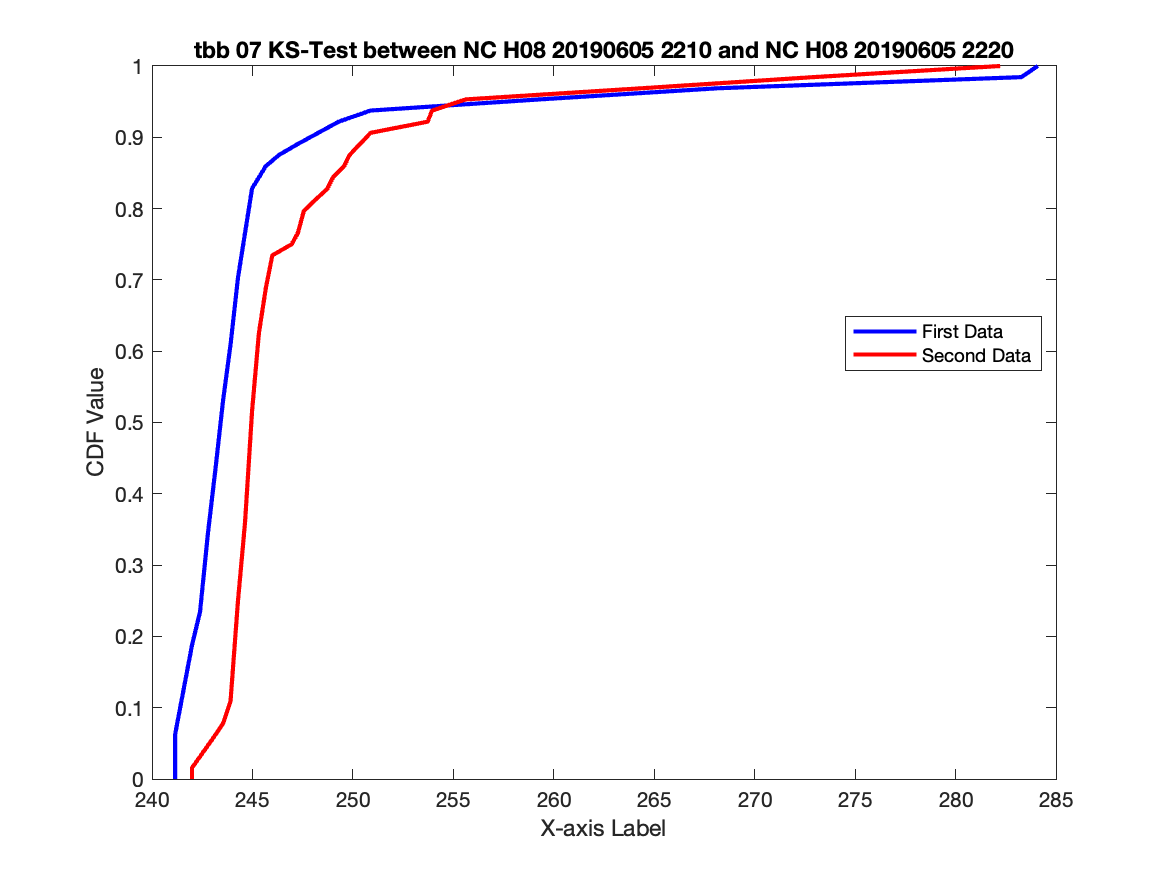 tbb 07 KS-Test between NC H08 20190605 2210 and NC H08 20190605 2220
1
0.9
0.8
0.7
0.6
0.5
0.4
0.3
0.2
0.1
0
CDF Value
First Data
Second Data
240 245 250 255 260 265 270 275 280 285
X-axis Label